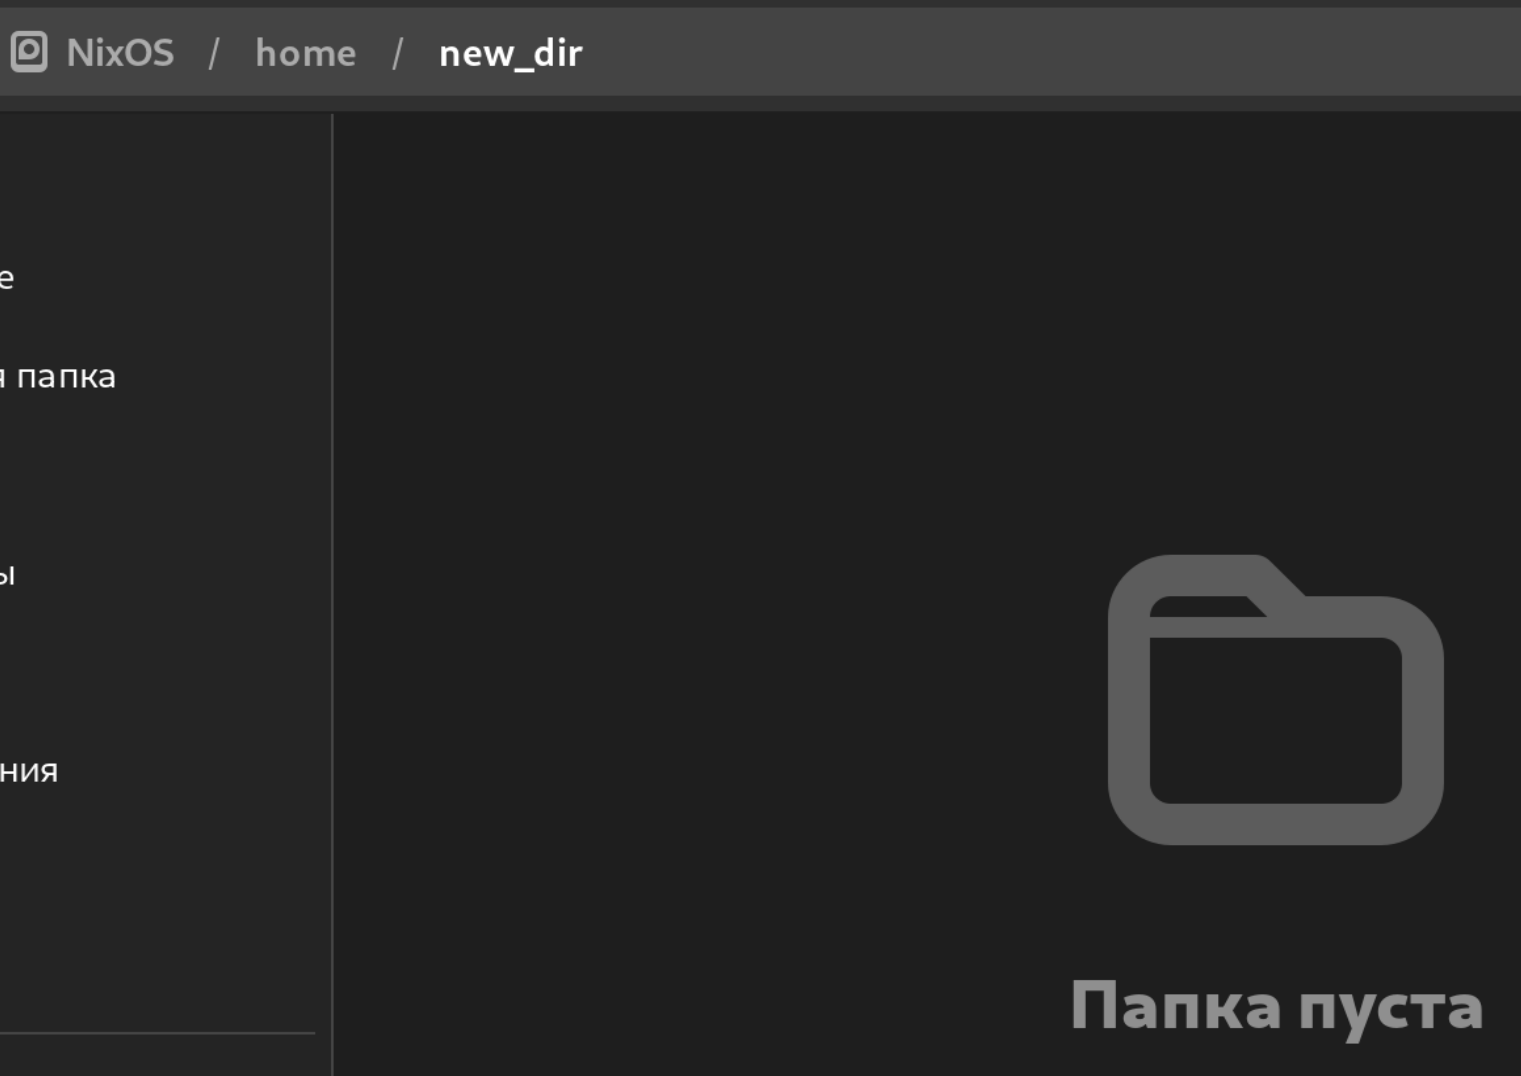 NixOS / home / new_dir
е
я папка
ы
ния
Папка пуста